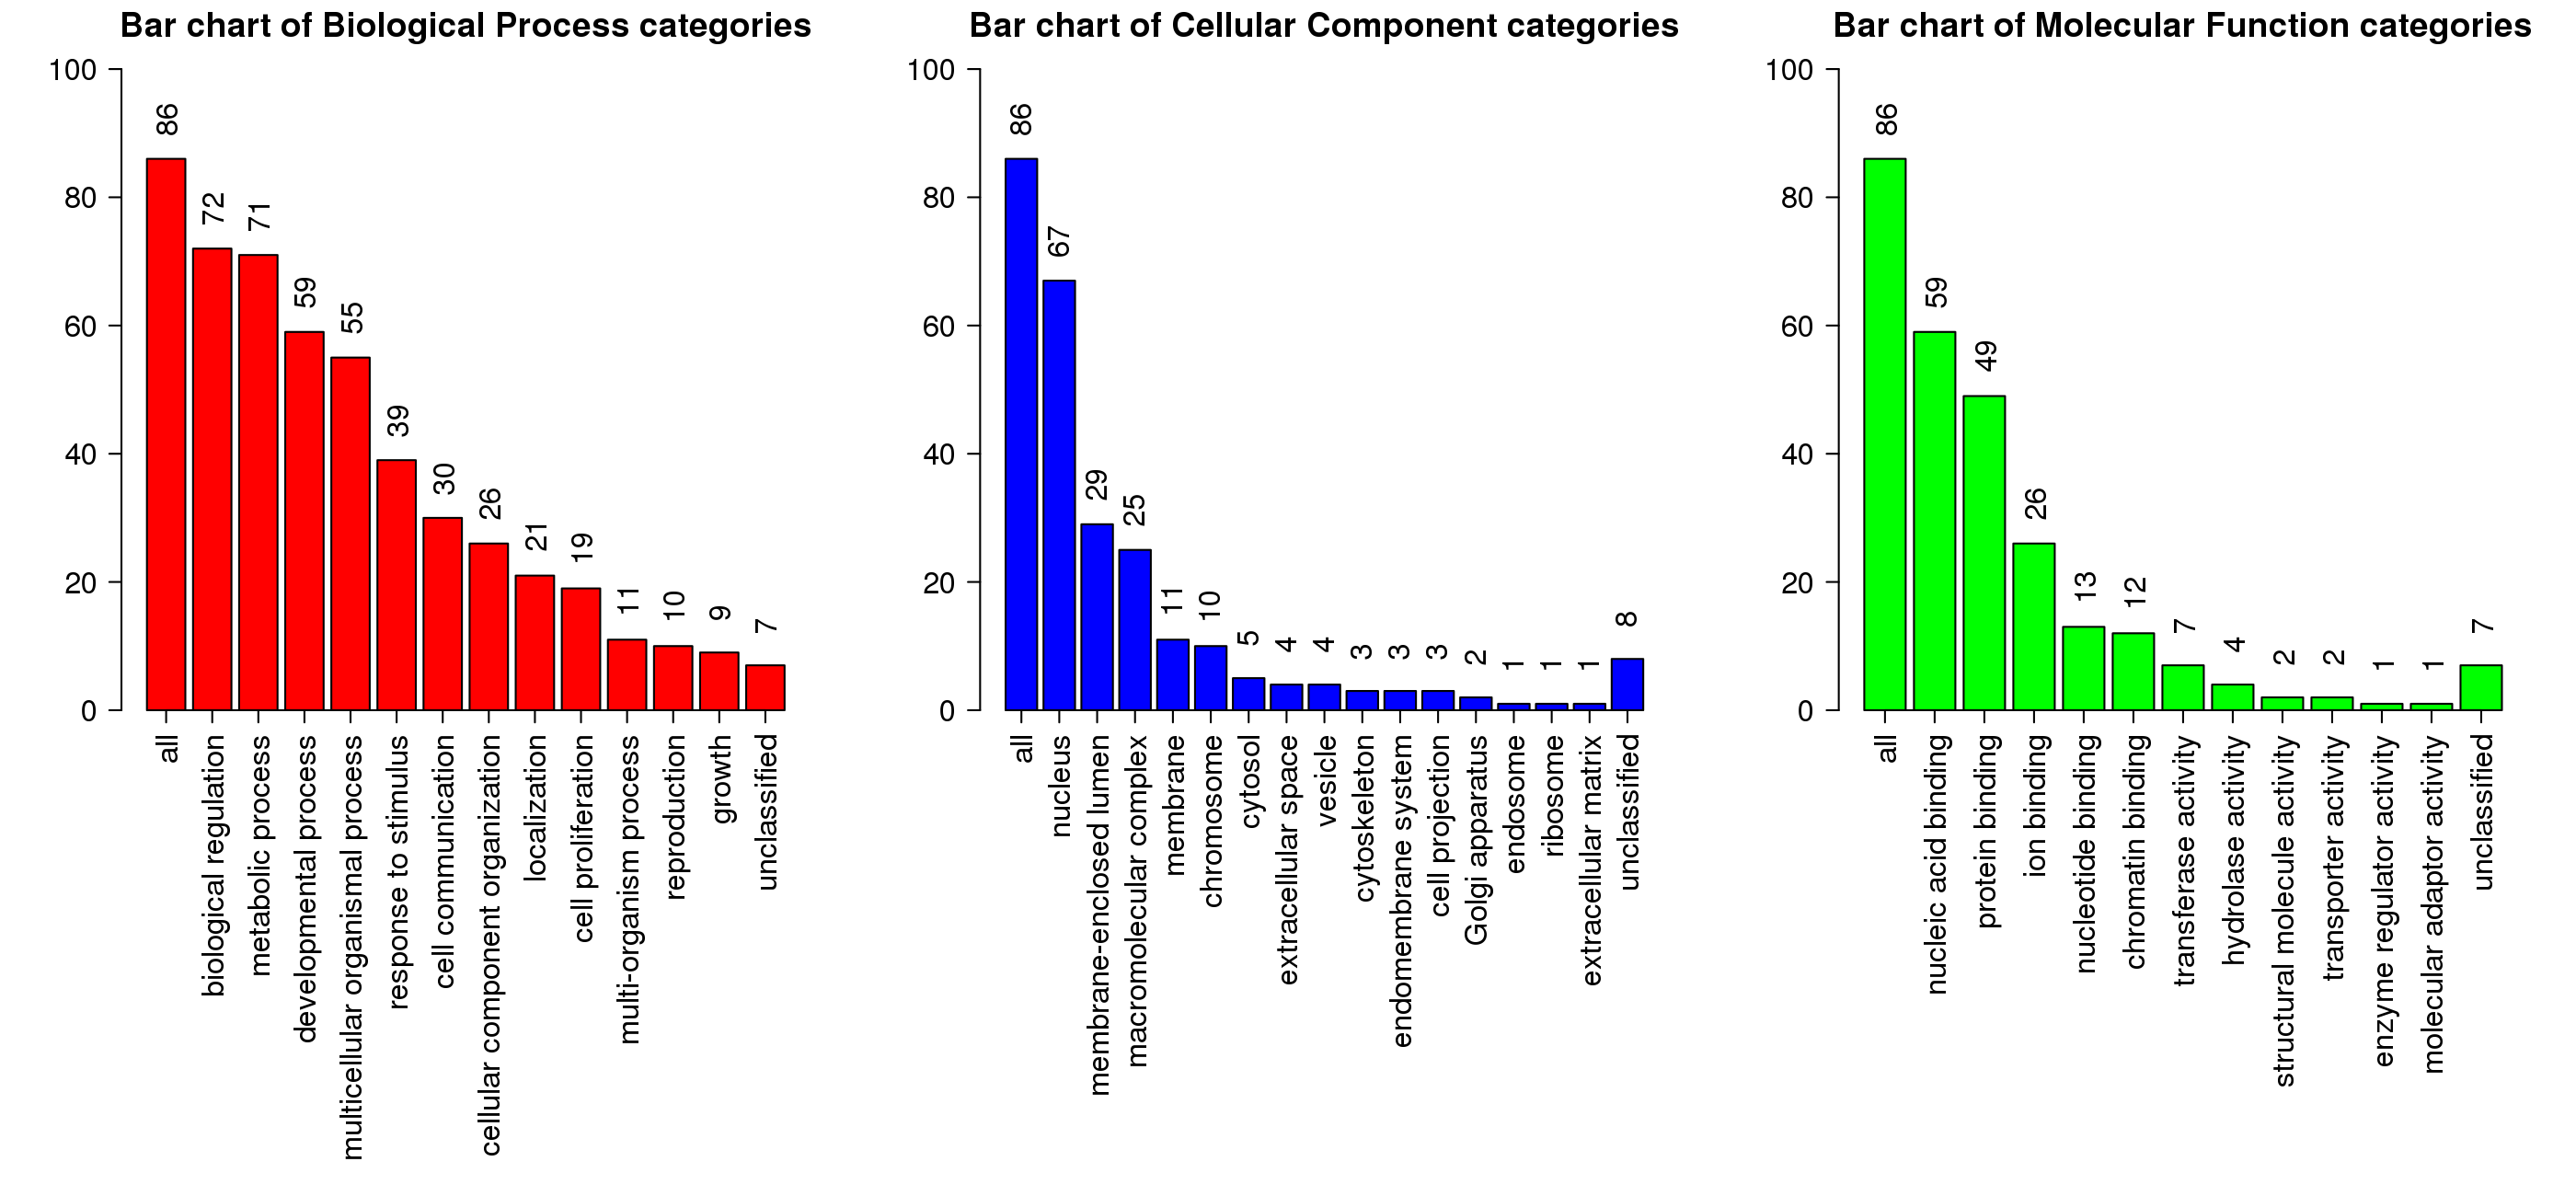 Bar chart of Biological Process categories
100
80
60
40
20
0
86
72
71
59
55
39
30
26
21
19
11
10
9
7
all
biological regulation
metabolic process
developmental process
multicellular organismal process
response to stimulus
cell communication
cellular component organization
localization
cell proliferation
multi-organism process
reproduction
growth
unclassified
Bar chart of Cellular Component categories
100
80
60
40
20
0
86
67
29
25
11
10
5
4
4
3
3
3
2
1
1
1
8
all
nucleus
membrane-enclosed lumen
macromolecular complex
membrane
chromosome
cytosol
extracellular space
vesicle
cytoskeleton
endomembrane system
cell projection
Golgi apparatus
endosome
ribosome
extracellular matrix
unclassified
Bar chart of Molecular Function categories
100
80
60
40
20
0
86
59
49
26
13
12
7
4
2
2
1
1
7
all
nucleic acid binding
protein binding
ion binding
nucleotide binding
chromatin binding
transferase activity
hydrolase activity
structural molecule activity
transporter activity
enzyme regulator activity
molecular adaptor activity
unclassified